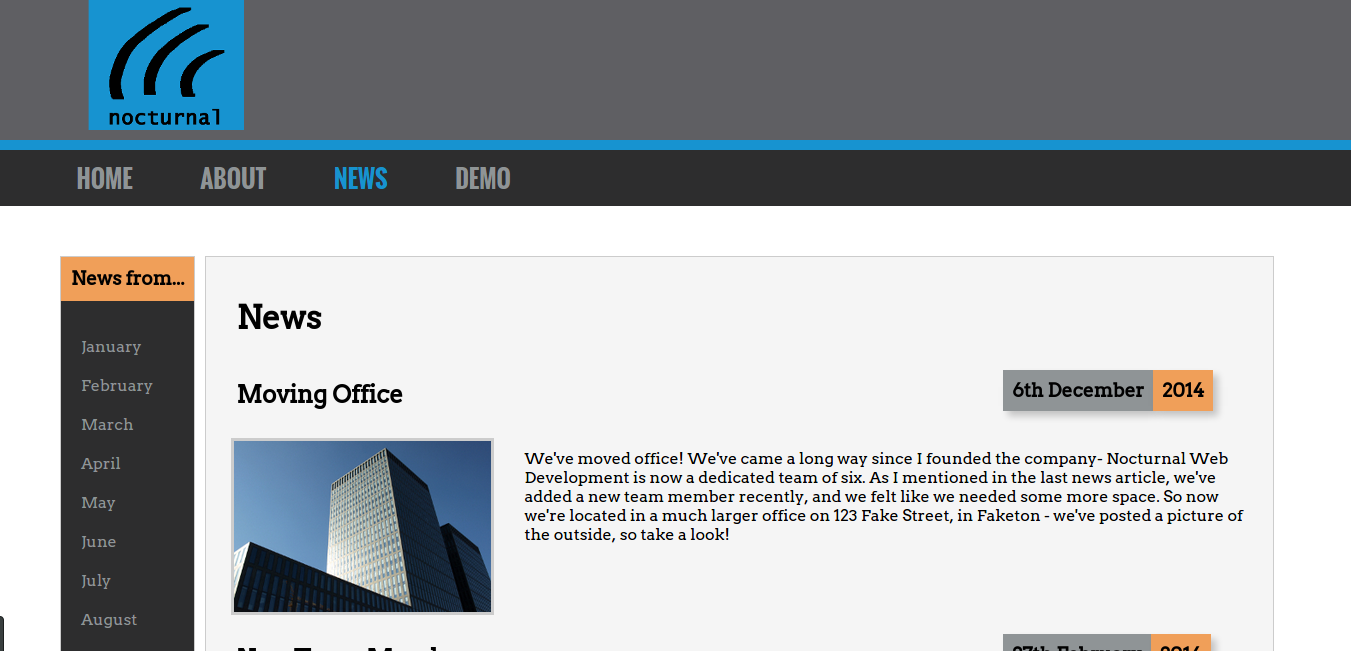 nocturnal
HOME ABOUT NEWS DEMO
News from...
January
February
March
April
May
June
July
August
News
Moving Office
6th December 2014
We've moved office! We've came a long way since I founded the company- Nocturnal Web
Development is now a dedicated team of six. As I mentioned in the last news article, we've
added a new team member recently, and we felt like we needed some more space. So now
we're located in a much larger office on 123 Fake Street, in Faketon - we've posted a picture of
the outside, so take a look!
27th February 2014